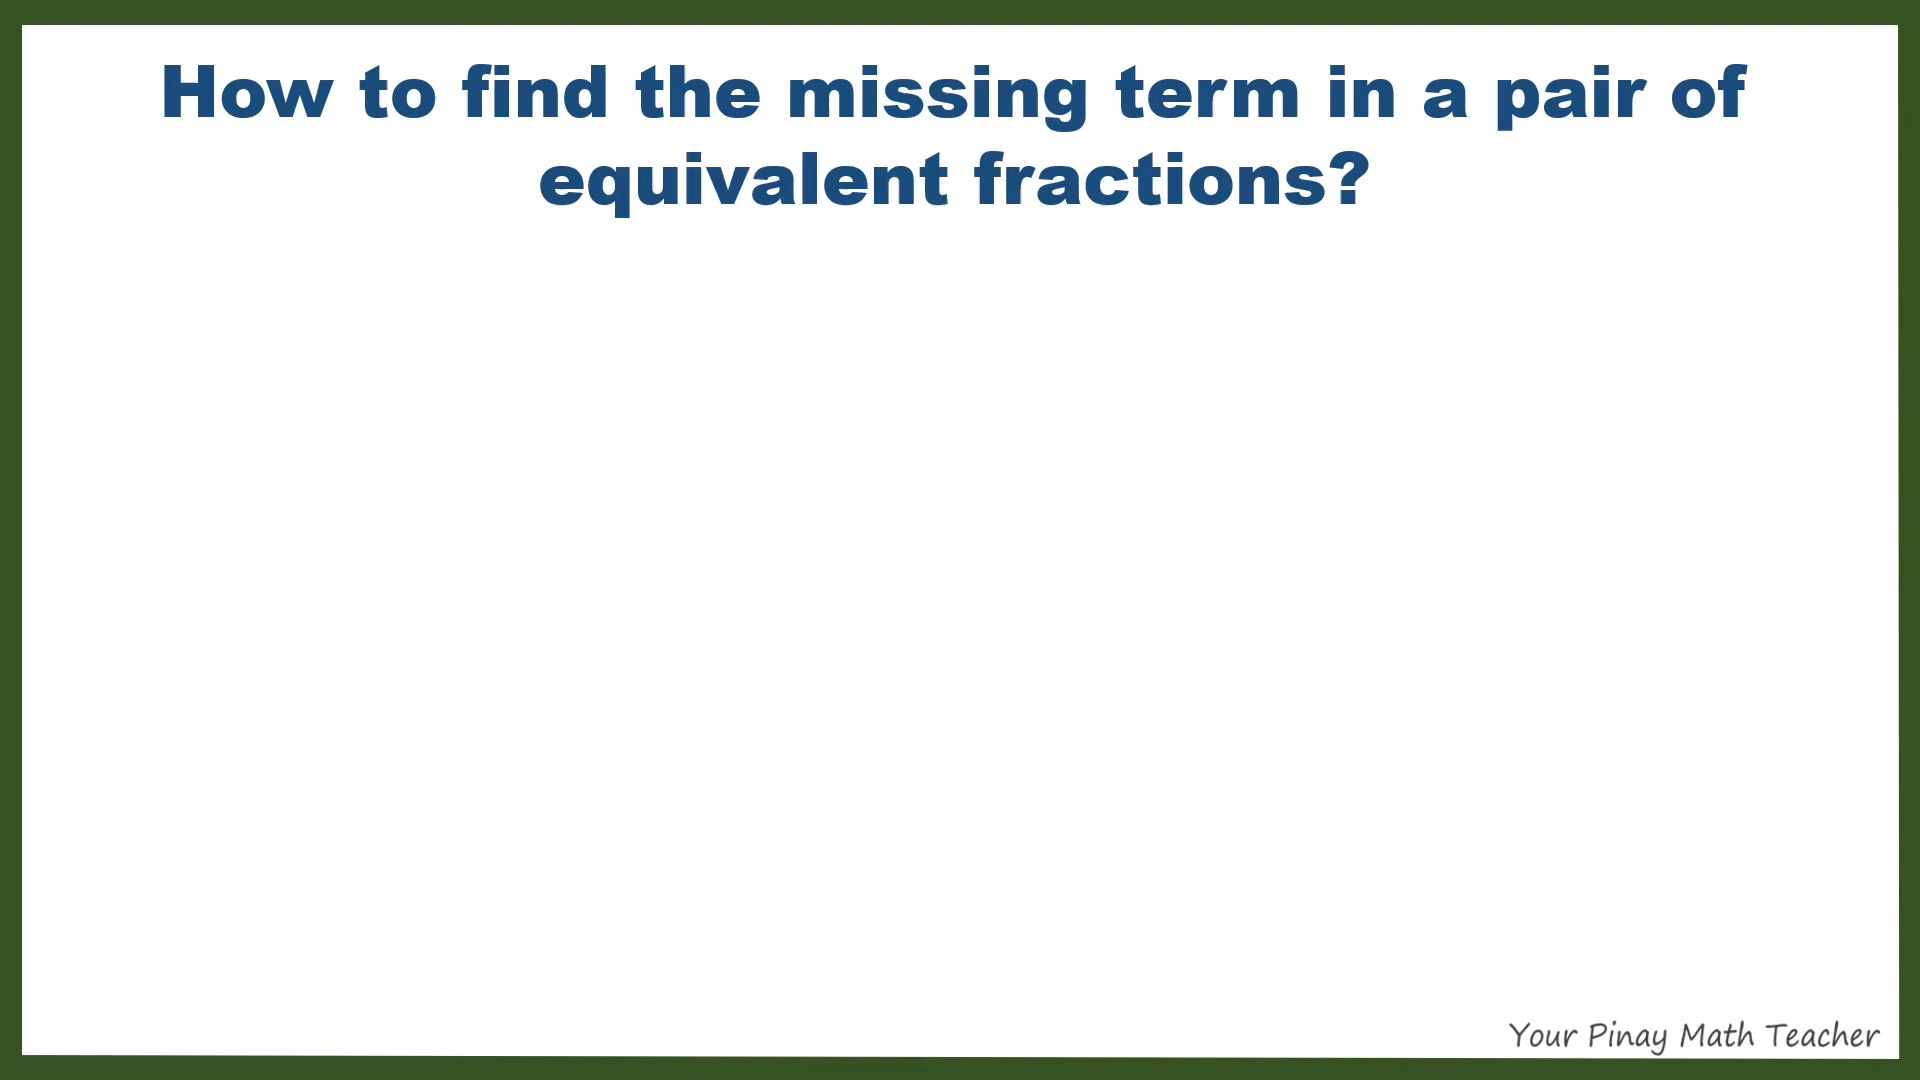 How to find the missing term in a pair of
equivalent fractions?
Your Pinay Math Teacher